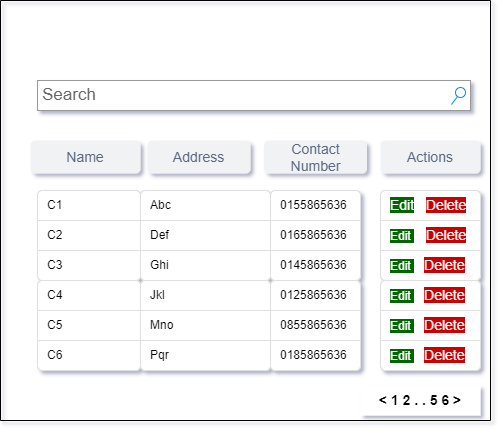 Search
Name Address Contact Number Actions
C1 Abc 0155865636 Edit Delete
C2 Def 0165865636 Edit Delete
C3 Ghi 0145865636 Edit Delete
C4 Jkl 0125865636 Edit Delete
C5 Mno 0855865636 Edit Delete
C6 Pqr 0185865636 Edit Delete
< 1 2 . . 5 6 >